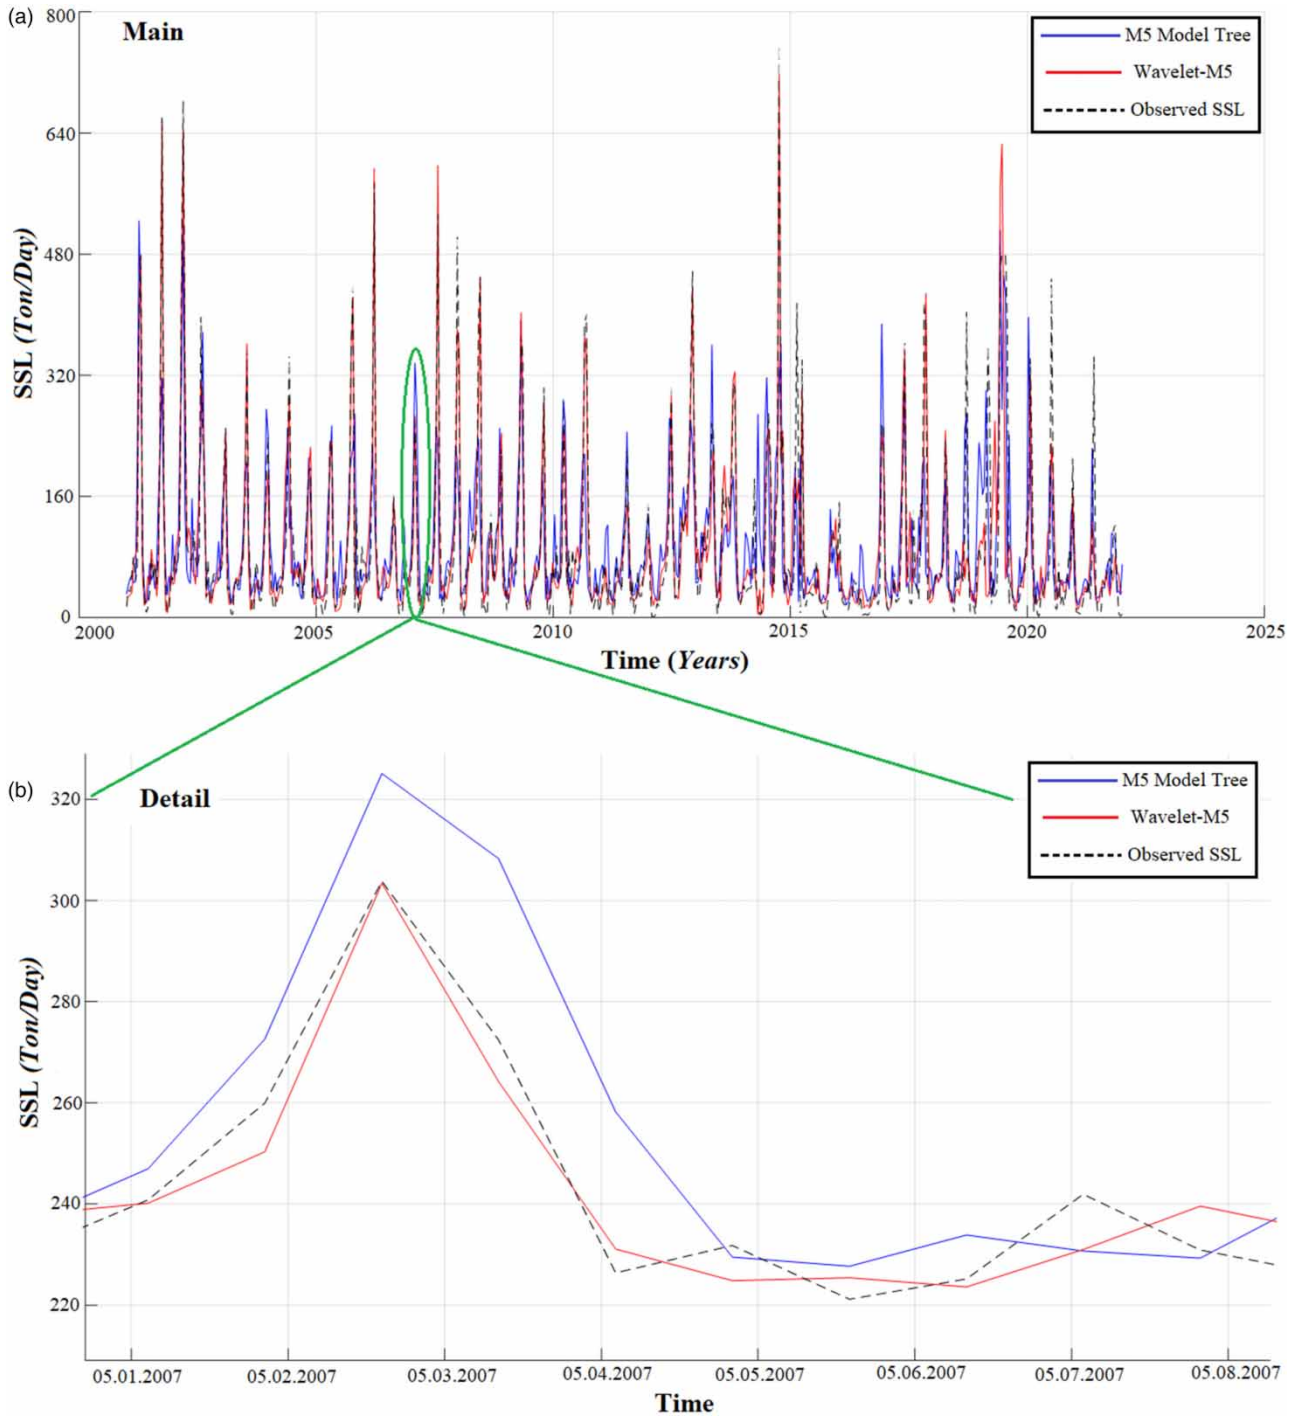 (a)
Main
M5 Model Tree
Wavelet-M5
Observed SSL
800
640
480
320
160
0
SSL (Ton/Day)
2000 2005 2010 2015 2020 2025
Time (Years)
(b)
Detail
M5 Model Tree
Wavelet-M5
Observed SSL
320
300
280
260
240
220
SSL (Ton/Day)
05.01.2007 05.02.2007 05.03.2007 05.04.2007 05.05.2007 05.06.2007 05.07.2007 05.08.2007
Time